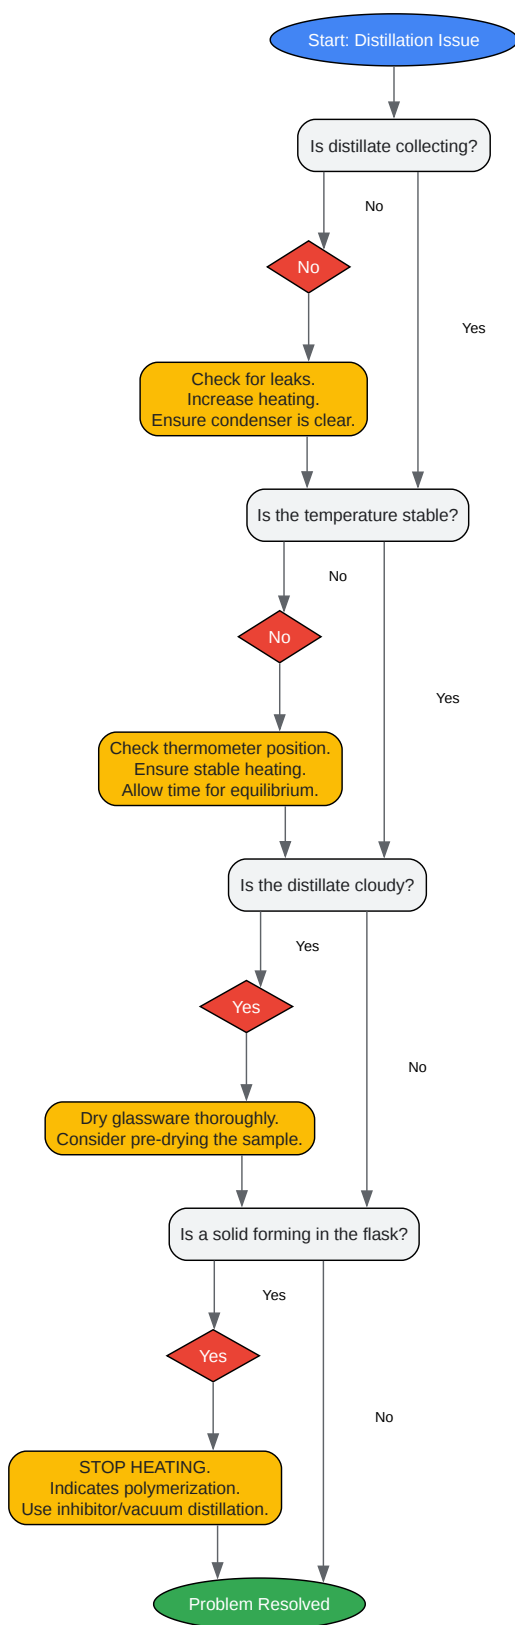 Start: Distillation Issue
Is distillate collecting?
No
No
Yes
Check for leaks.
Increase heating.
Ensure condenser is clear.
Is the temperature stable?
No
No
Yes
Check thermometer position.
Ensure stable heating.
Allow time for equilibrium.
Is the distillate cloudy?
Yes
Yes
No
Dry glassware thoroughly.
Consider pre-drying the sample.
Is a solid forming in the flask?
Yes
Yes
No
STOP HEATING.
Indicates polymerization.
Use inhibitor/vacuum distillation.
Problem Resolved